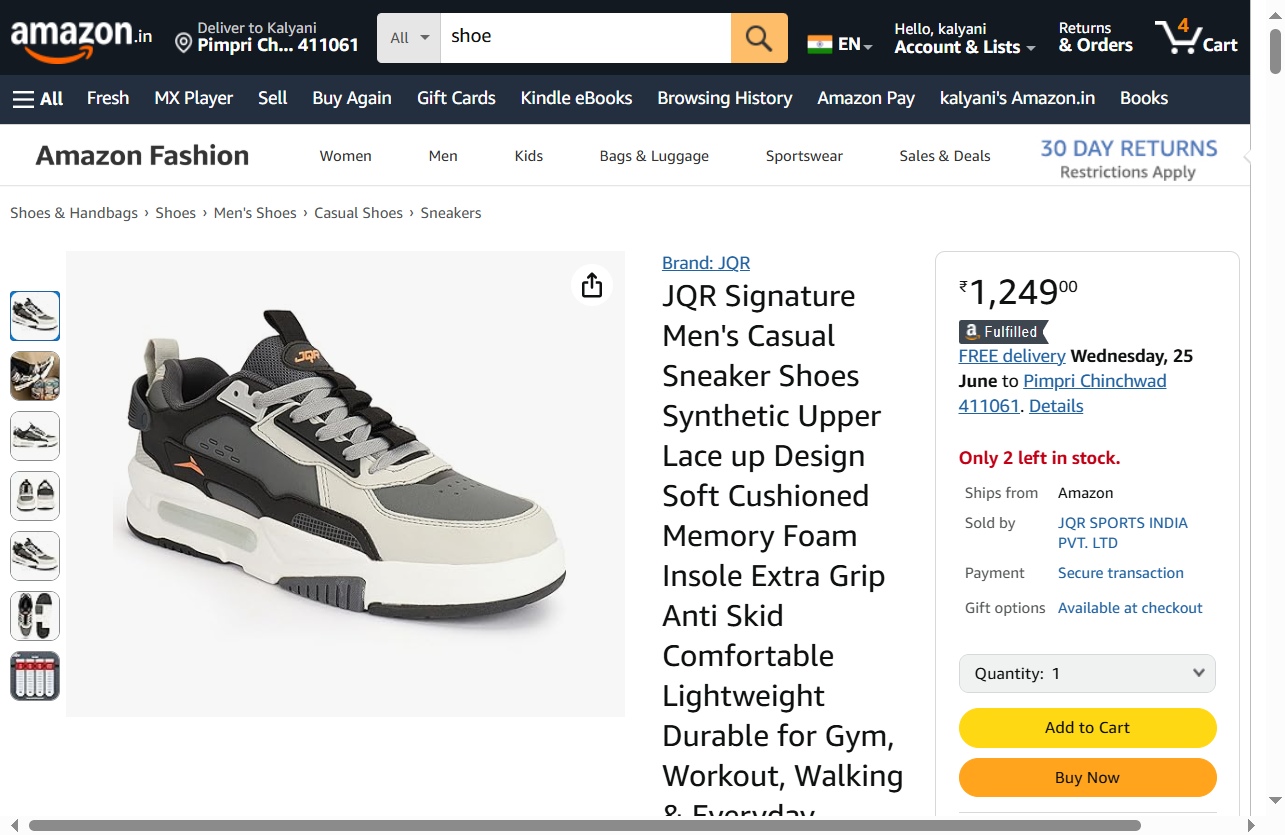 amazon.in
Deliver to Kalyani
Pimpri Ch... 411061
All
shoe
EN
Hello, kalyani
Account & Lists
Returns
& Orders
4
Cart
All
Fresh
MX Player
Sell
Buy Again
Gift Cards
Kindle eBooks
Browsing History
Amazon Pay
kalyani's Amazon.in
Books
Amazon Fashion
Women
Men
Kids
Bags & Luggage
Sportswear
Sales & Deals
30 DAY RETURNS
Restrictions Apply
Shoes & Handbags › Shoes › Men's Shoes › Casual Shoes › Sneakers
JQR
Brand: JQR
JQR Signature
Men's Casual
Sneaker Shoes
Synthetic Upper
Lace up Design
Soft Cushioned
Memory Foam
Insole Extra Grip
Anti Skid
Comfortable
Lightweight
Durable for Gym,
Workout, Walking
& Everyday
₹1,24900
a Fulfilled
FREE delivery Wednesday, 25
June to Pimpri Chinchwad
411061. Details
Only 2 left in stock.
Ships from Amazon
Sold by JQR SPORTS INDIA
PVT. LTD
Payment Secure transaction
Gift options Available at checkout
Quantity: 1
Add to Cart
Buy Now